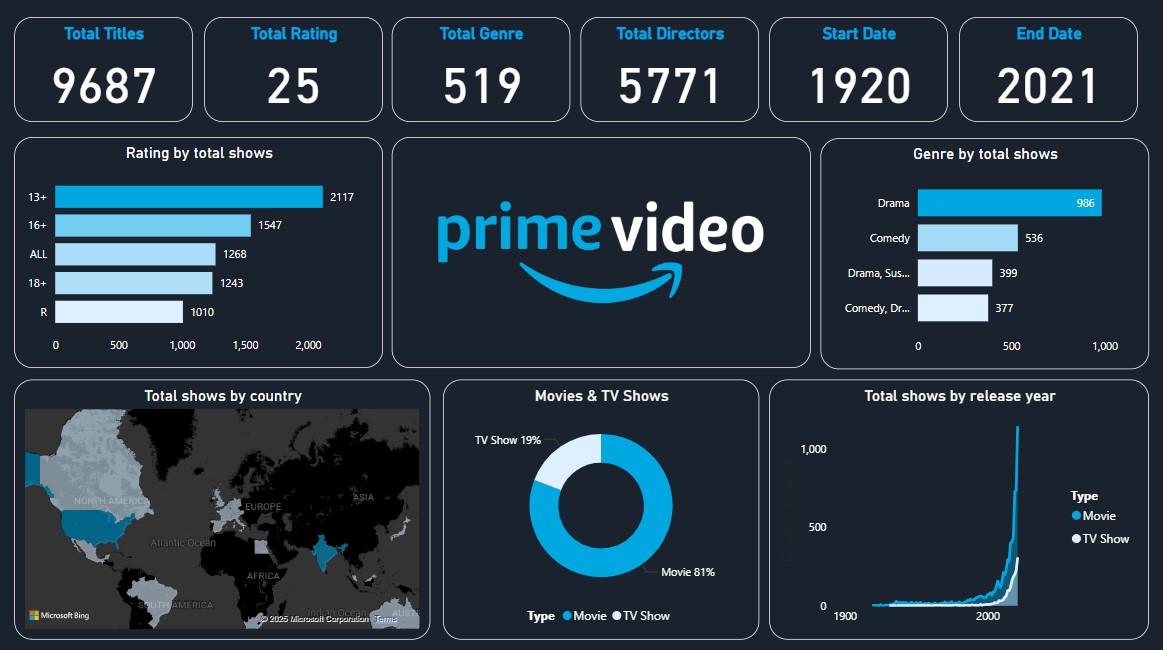 Total Titles
9687
Total Rating
25
Total Genre
519
Total Directors
5771
Start Date
1920
End Date
2021
Rating by total shows
13+ 2117
16+ 1547
ALL 1268
18+ 1243
R 1010
0 500 1,000 1,500 2,000
prime video
Genre by total shows
Drama 986
Comedy 536
Drama, Sus... 399
Comedy, Dr... 377
0 500 1,000
Total shows by country
NORTH AMERICA
EUROPE
ASIA
Atlantic Ocean
AFRICA
SOUTH AMERICA
Indian Ocean
AUST
Microsoft Bing
© 2025 Microsoft Corporation Terms
Movies & TV Shows
TV Show 19%
Movie 81%
Type Movie TV Show
Total shows by release year
1,000
500
0
1900 2000
Type
Movie
TV Show